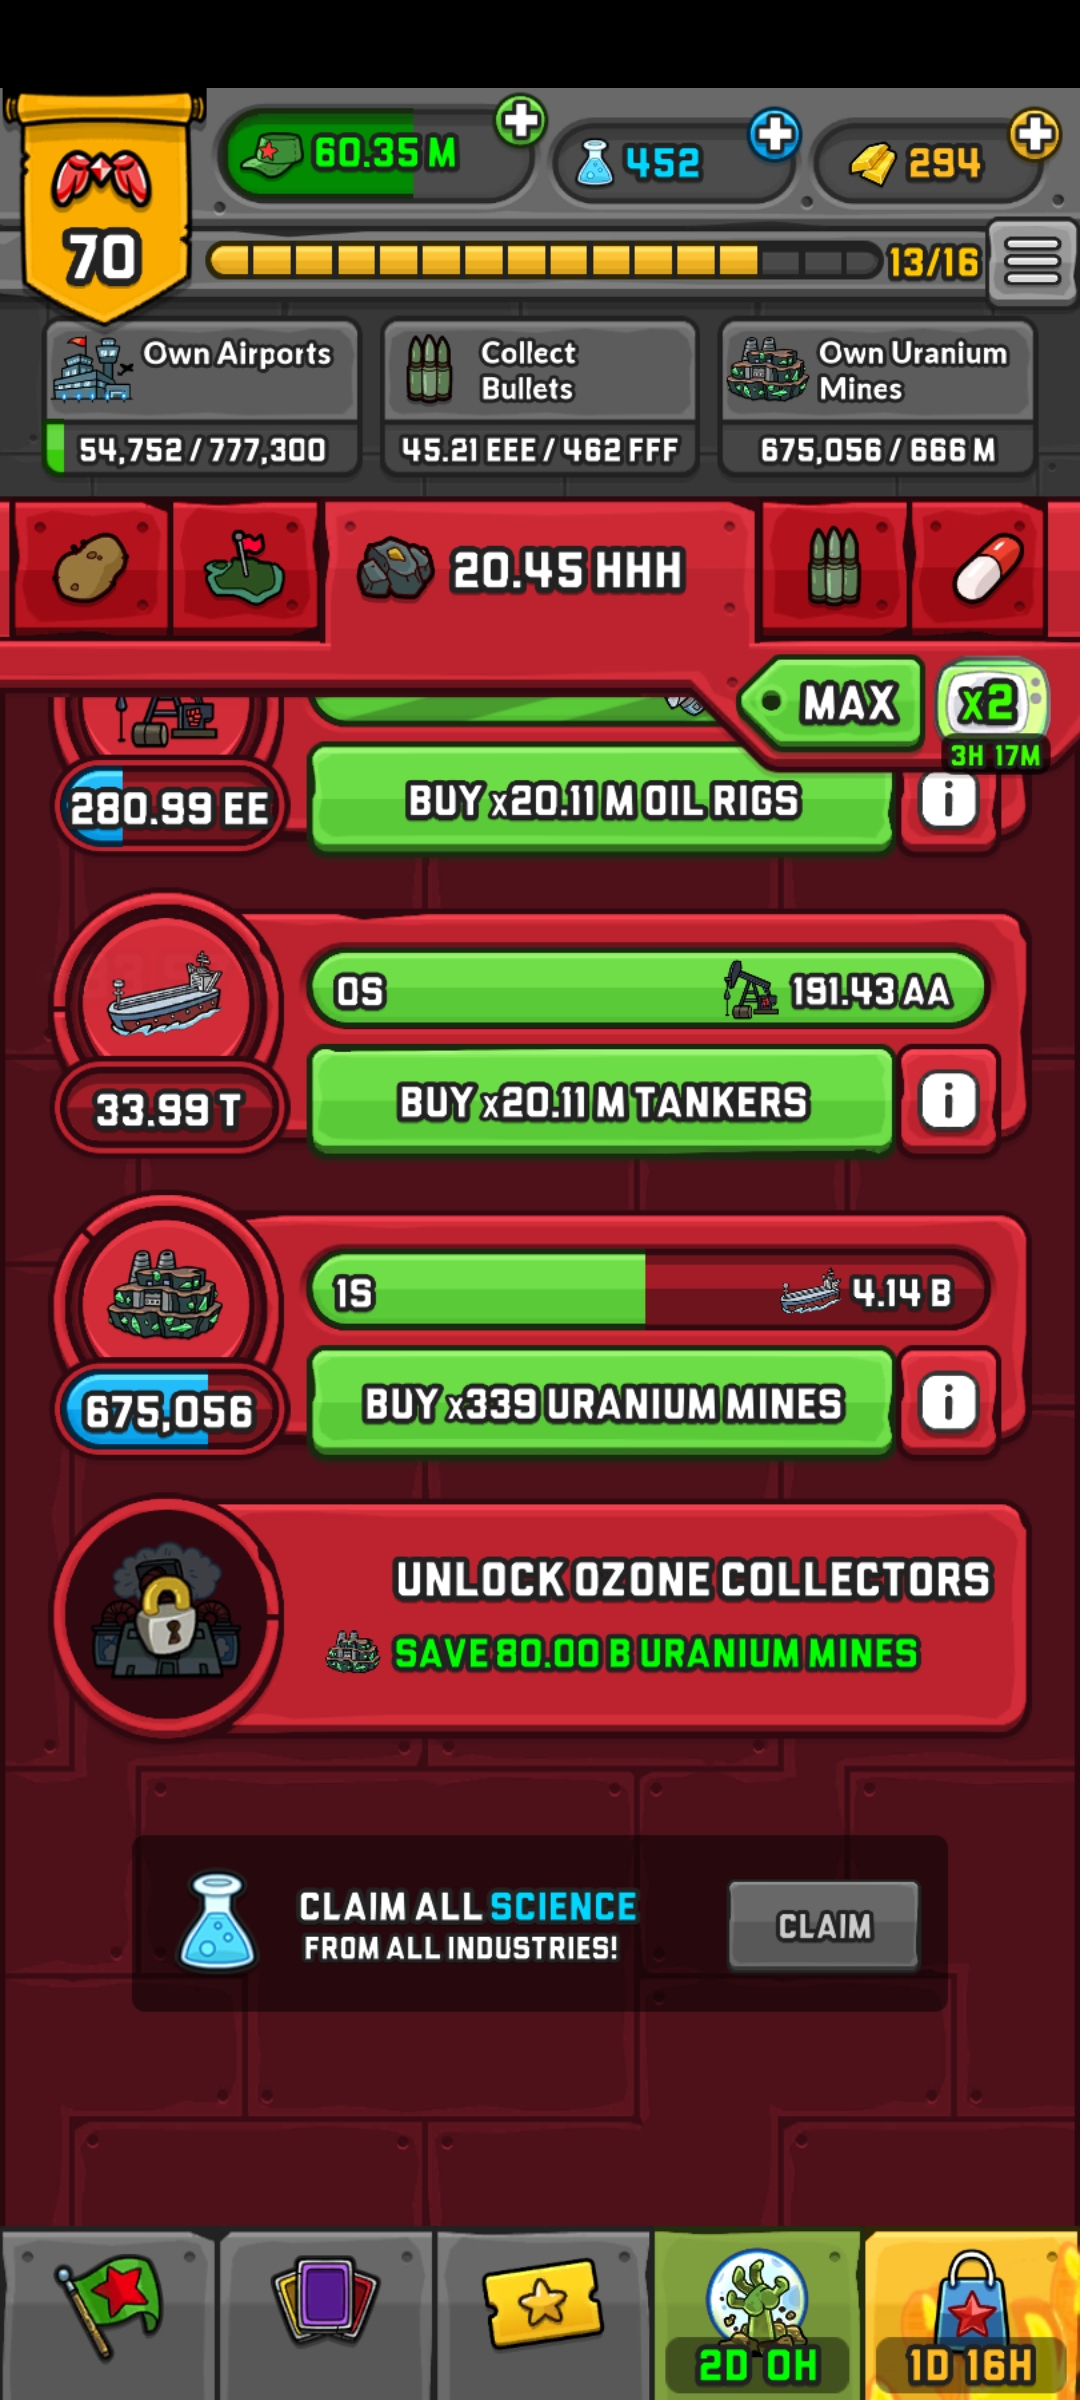 60.35 M
452
294
70
13/16
Own Airports
54,752 / 777,300
Collect
Bullets
45.21 EEE / 462 FFF
Own Uranium
Mines
675,056 / 666 M
20.45 HHH
MAX
x2
3H 17M
280.99 EE
BUY x20.11 M OIL RIGS
i
0S
191.43 AA
33.99 T
BUY x20.11 M TANKERS
i
1S
4.14 B
675,056
BUY x339 URANIUM MINES
i
UNLOCK OZONE COLLECTORS
SAVE 80.00 B URANIUM MINES
CLAIM ALL SCIENCE
FROM ALL INDUSTRIES!
CLAIM
2D 0H
1D 16H